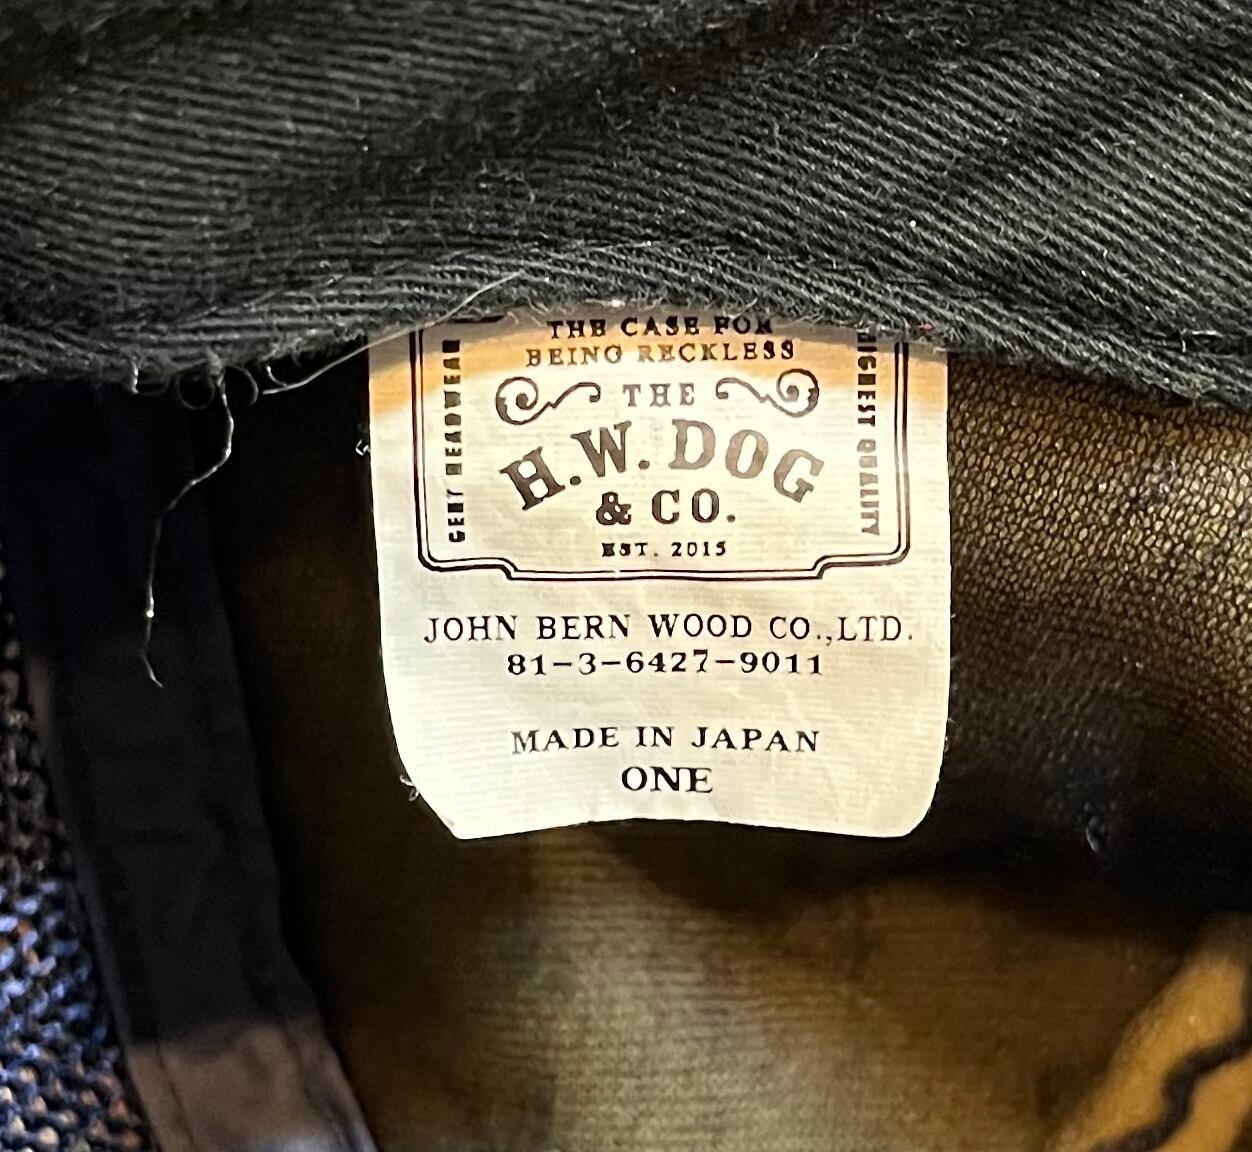 THE CASE FOR
BEING RECKLESS
THE
H.W. DOG
& CO.
EST. 2015
GENT HEADWEAR
HIGHEST QUALITY
JOHN BERN WOOD CO.,LTD.
81-3-6427-9011
MADE IN JAPAN
ONE